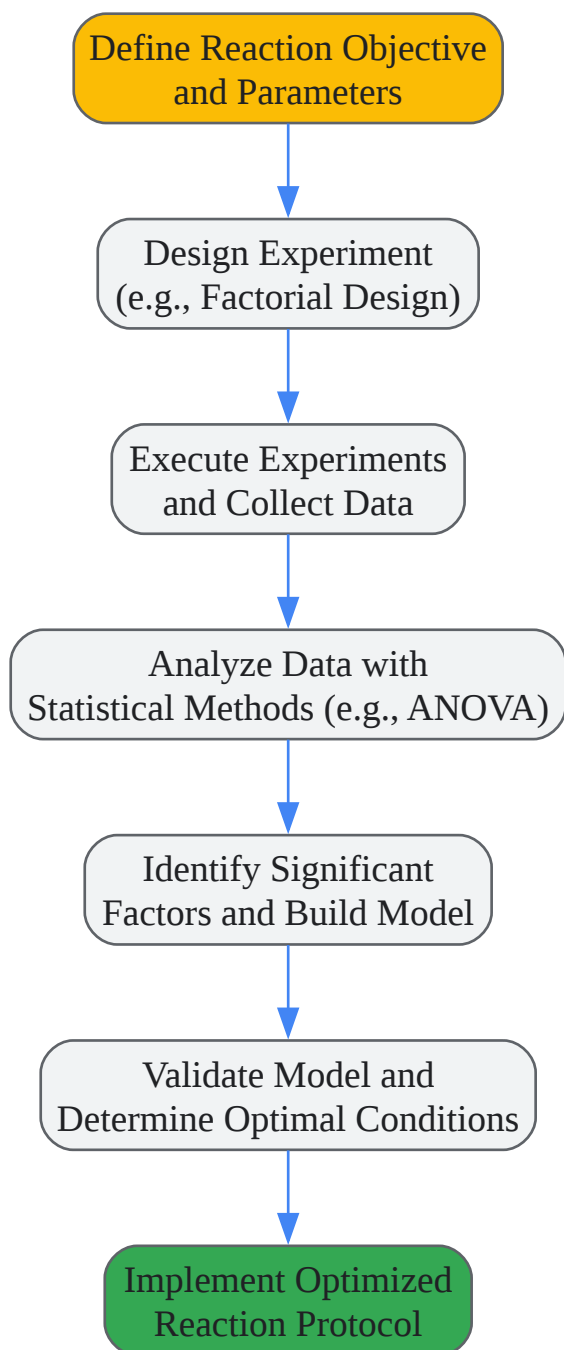 Define Reaction Objective
and Parameters
Design Experiment
(e.g., Factorial Design)
Execute Experiments
and Collect Data
Analyze Data with
Statistical Methods (e.g., ANOVA)
Identify Significant
Factors and Build Model
Validate Model and
Determine Optimal Conditions
Implement Optimized
Reaction Protocol